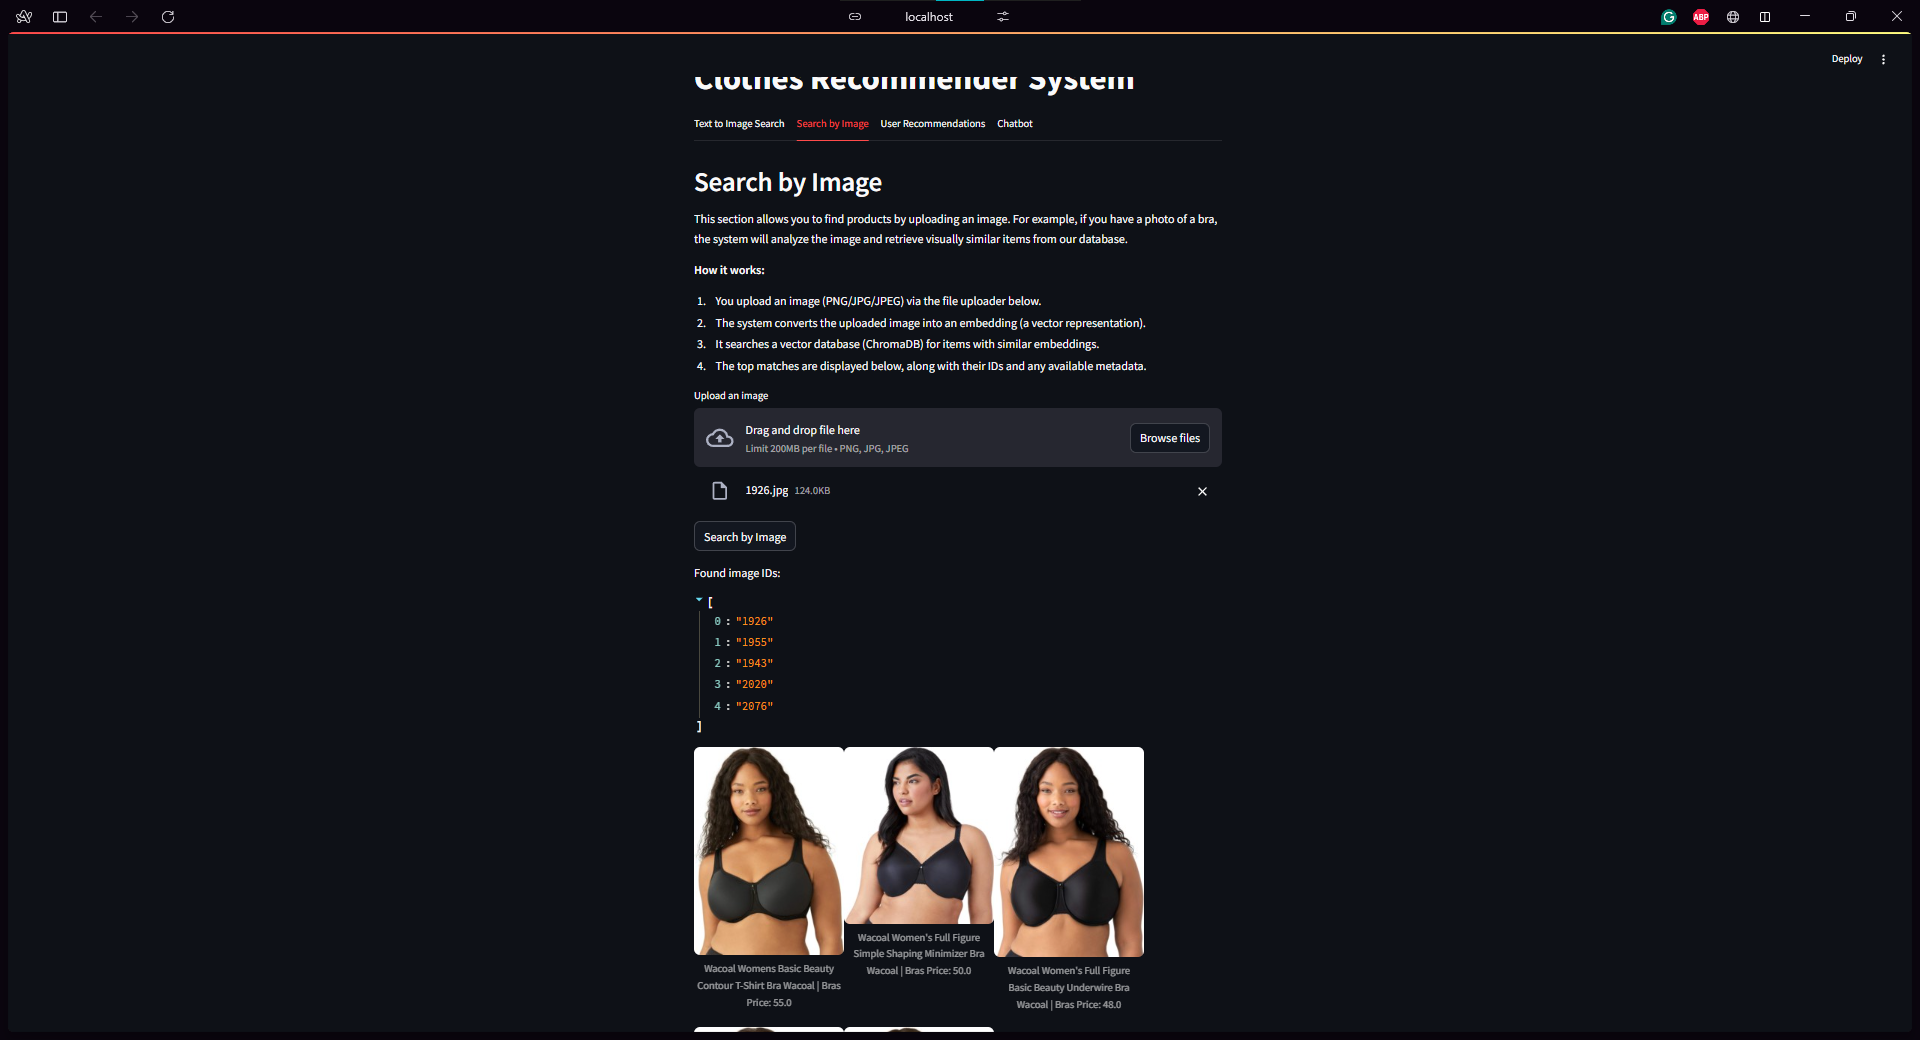 localhost
G
ABP
Deploy
Clothes Recommender System
Text to Image Search
Search by Image
User Recommendations
Chatbot
Search by Image
This section allows you to find products by uploading an image. For example, if you have a photo of a bra,
the system will analyze the image and retrieve visually similar items from our database.
How it works:
1. You upload an image (PNG/JPG/JPEG) via the file uploader below.
2. The system converts the uploaded image into an embedding (a vector representation).
3. It searches a vector database (ChromaDB) for items with similar embeddings.
4. The top matches are displayed below, along with their IDs and any available metadata.
Upload an image
Drag and drop file here
Limit 200MB per file • PNG, JPG, JPEG
Browse files
1926.jpg 124.0KB
Search by Image
Found image IDs:
[
0 : "1926"
1 : "1955"
2 : "1943"
3 : "2020"
4 : "2076"
]
Wacoal Womens Basic Beauty
Contour T-Shirt Bra Wacoal | Bras
Price: 55.0
Wacoal Women's Full Figure
Simple Shaping Minimizer Bra
Wacoal | Bras Price: 50.0
Wacoal Women's Full Figure
Basic Beauty Underwire Bra
Wacoal | Bras Price: 48.0